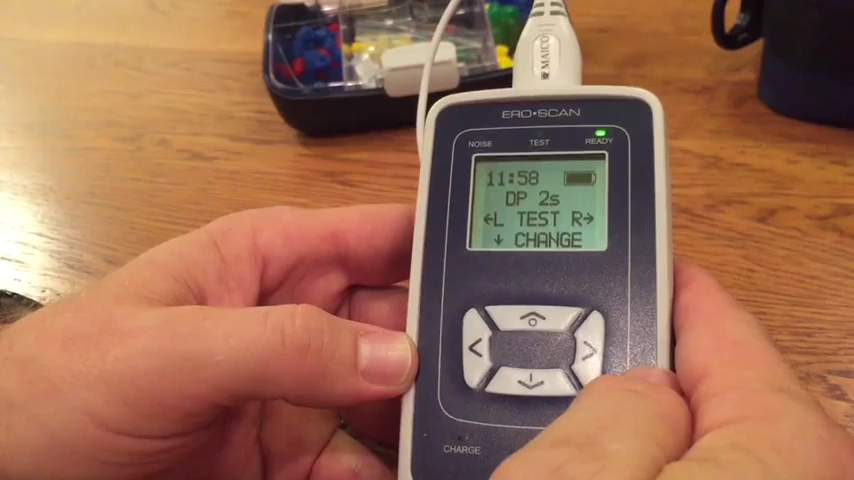 MAICO
ERO•SCAN
NOISE TEST READY
11:58
DP 2s
←L TEST R→
↓ CHANGE
CHARGE